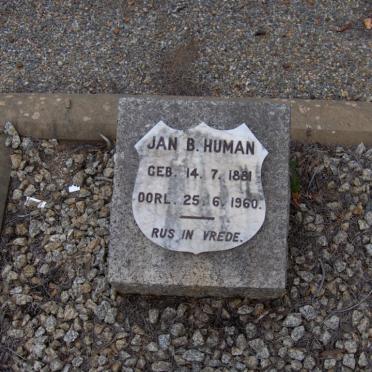 JAN B. HUMAN
GEB. 14. 7. 1881
OORL. 25. 6. 1960.
RUS IN VREDE.